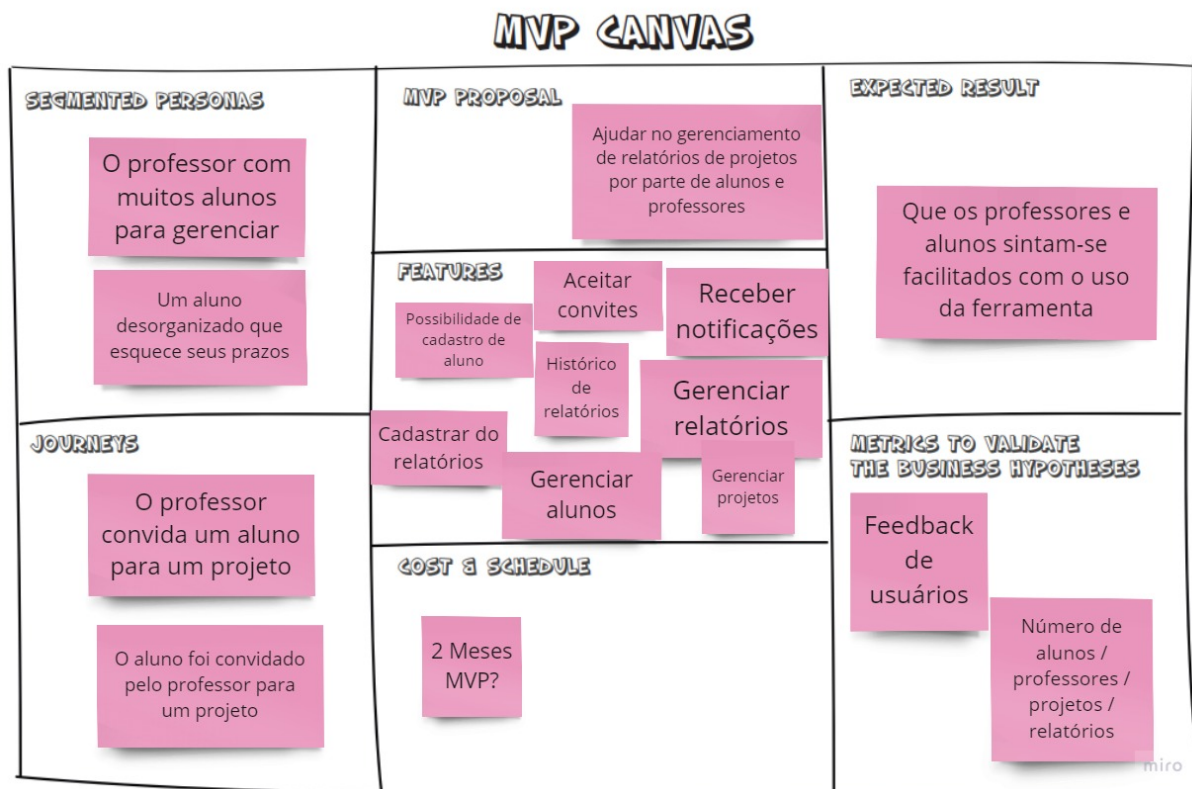 MVP CANVAS
SEGMENTED PERSONAS
O professor com
muitos alunos
para gerenciar
Um aluno
desorganizado que
esquece seus prazos
JOURNEYS
O professor
convida um aluno
para um projeto
O aluno foi convidado
pelo professor para
um projeto
MVP PROPOSAL
Ajudar no gerenciamento
de relatórios de projetos
por parte de alunos e
professores
FEATURES
Possibilidade de
cadastro de
aluno
Aceitar
convites
Receber
notificações
Histórico
de
relatórios
Gerenciar
relatórios
Cadastrar do
relatórios
Gerenciar
alunos
Gerenciar
projetos
COST & SCHEDULE
2 Meses
MVP?
EXPECTED RESULT
Que os professores e
alunos sintam-se
facilitados com o uso
da ferramenta
METRICS TO VALIDATE
THE BUSINESS HYPOTHESES
Feedback
de
usuários
Número de
alunos /
professores /
projetos /
relatórios
miro